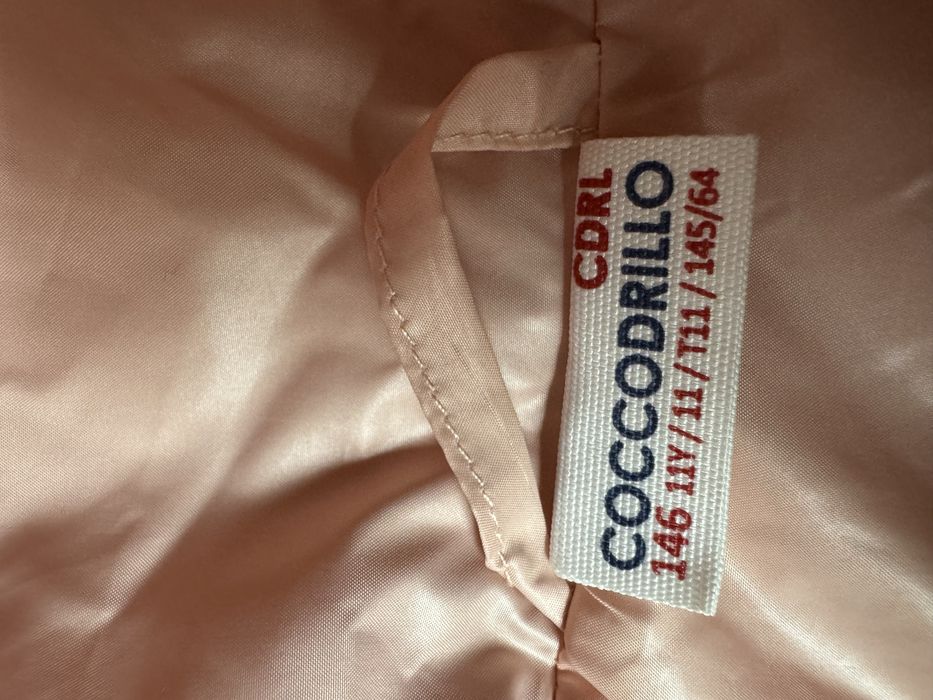 CDRL
COCCODRILLO
146 11Y / 11 / T11 / 145/64